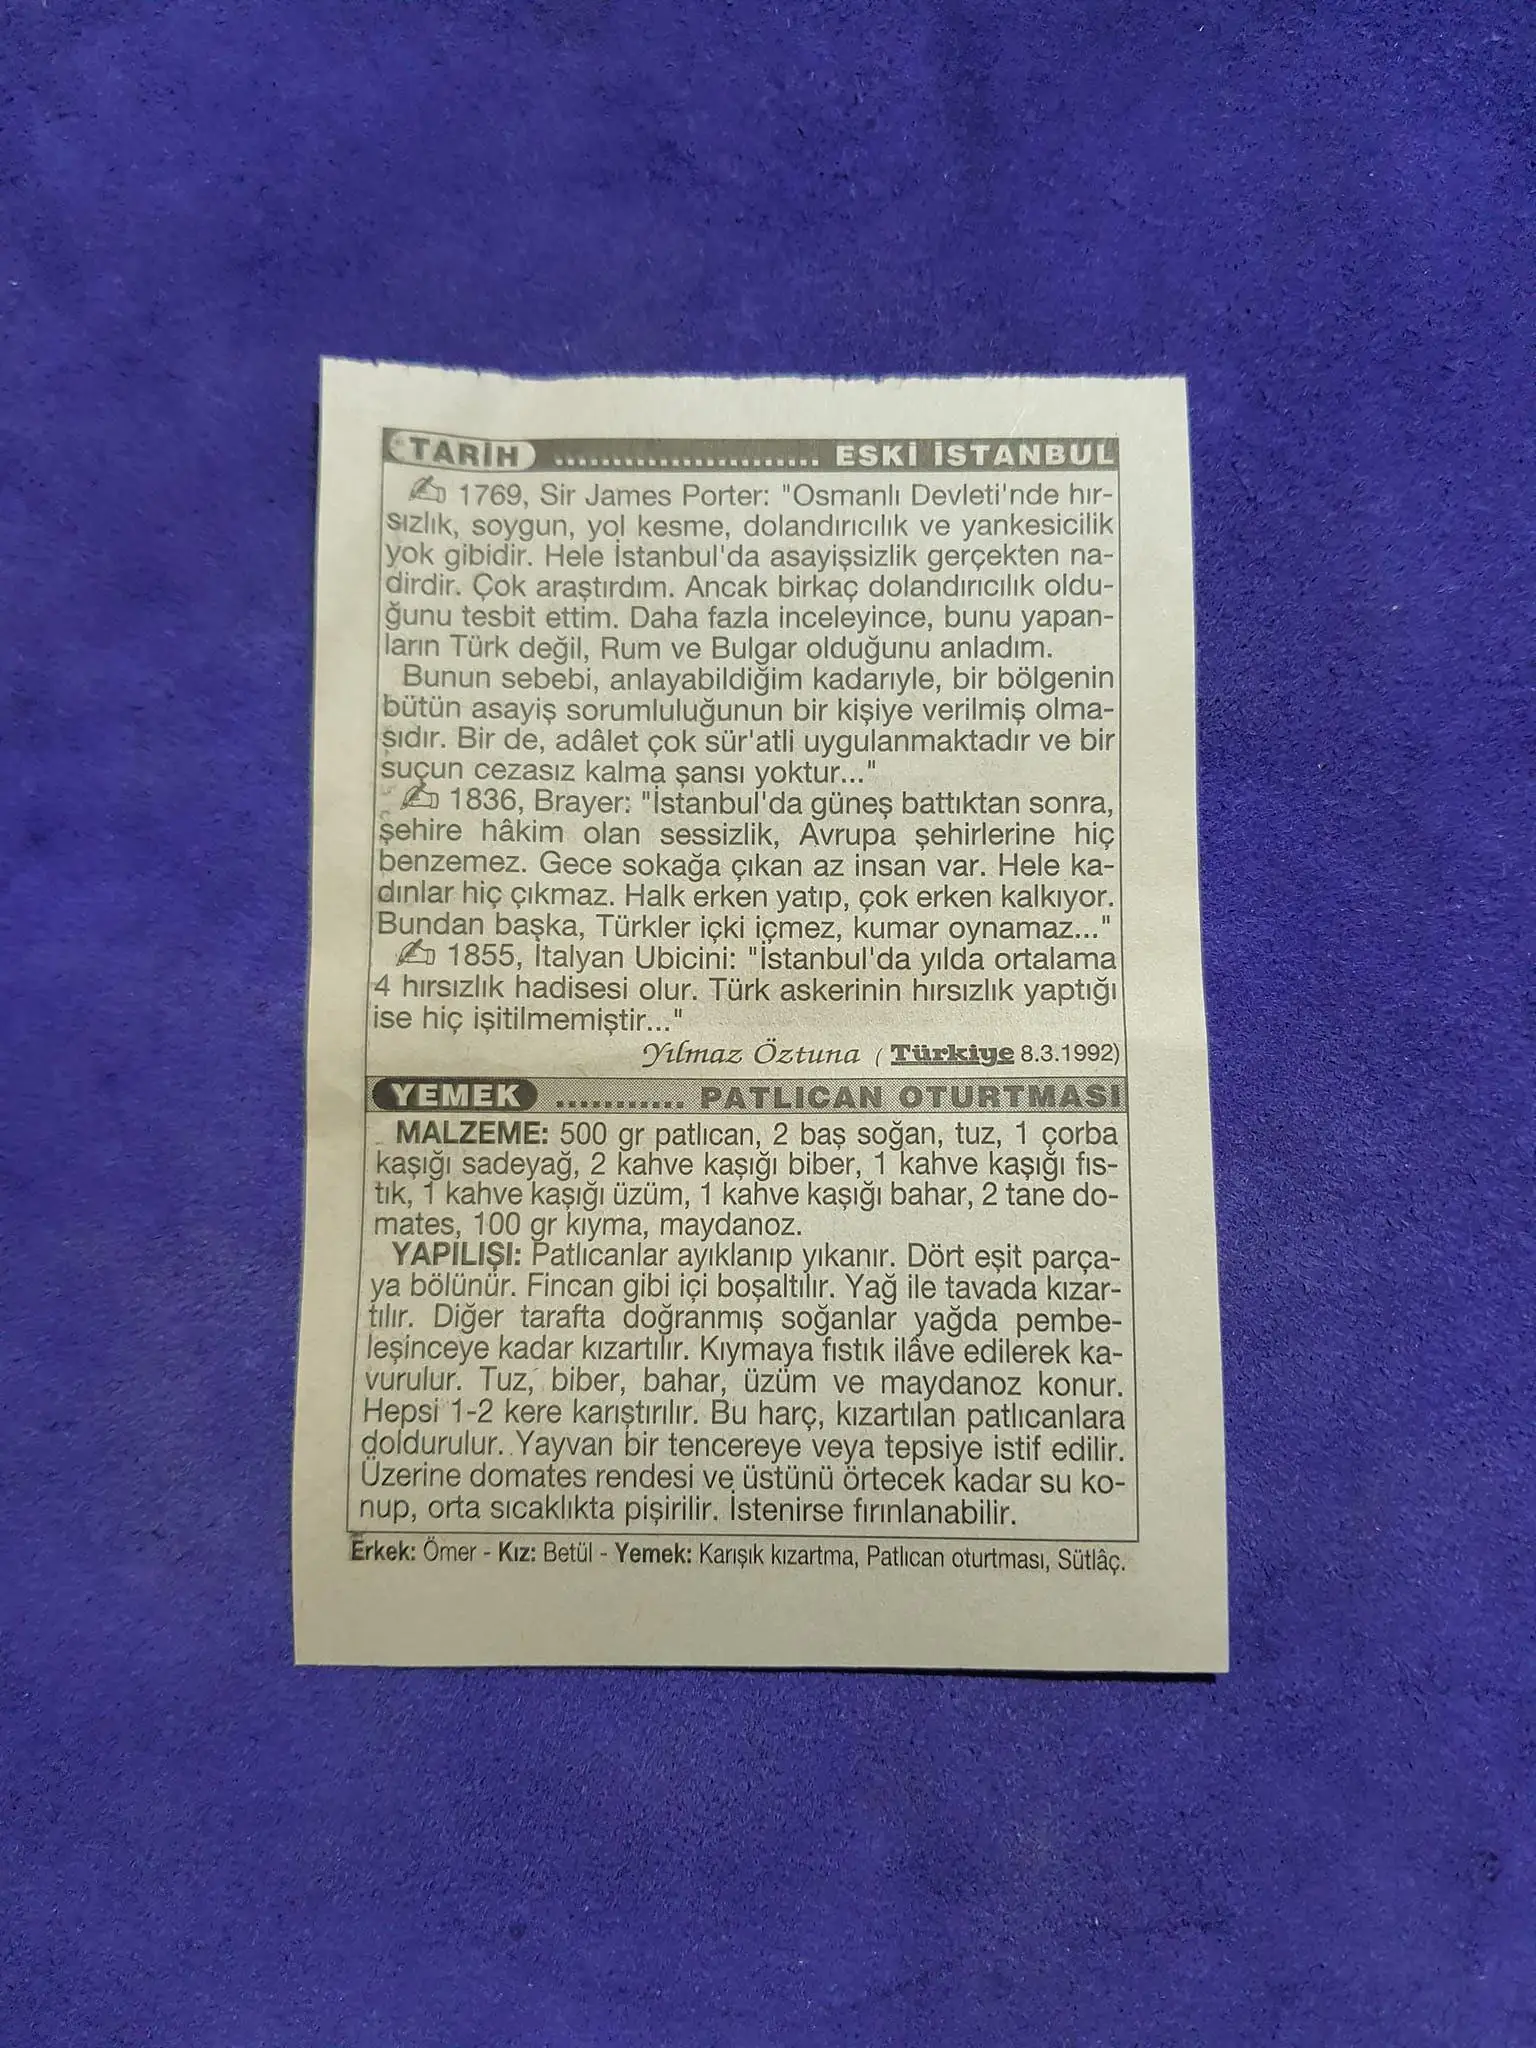 TARİH ...................... ESKİ İSTANBUL
1769, Sir James Porter: "Osmanlı Devleti'nde hır-
sızlık, soygun, yol kesme, dolandırıcılık ve yankesicilik
yok gibidir. Hele İstanbul'da asayişsizlik gerçekten na-
dirdir. Çok araştırdım. Ancak birkaç dolandırıcılık oldu-
ğunu tesbit ettim. Daha fazla inceleyince, bunu yapan-
ların Türk değil, Rum ve Bulgar olduğunu anladım.
Bunun sebebi, anlayabildiğim kadarıyle, bir bölgenin
bütün asayiş sorumluluğunun bir kişiye verilmiş olma-
sıdır. Bir de, adâlet çok sür'atli uygulanmaktadır ve bir
suçun cezasız kalma şansı yoktur..."
1836, Brayer: "İstanbul'da güneş battıktan sonra,
şehire hâkim olan sessizlik, Avrupa şehirlerine hiç
benzemez. Gece sokağa çıkan az insan var. Hele ka-
dınlar hiç çıkmaz. Halk erken yatıp, çok erken kalkıyor.
Bundan başka, Türkler içki içmez, kumar oynamaz..."
1855, İtalyan Ubicini: "İstanbul'da yılda ortalama
4 hırsızlık hadisesi olur. Türk askerinin hırsızlık yaptığı
ise hiç işitilmemiştir..."
Yılmaz Öztuna (Türkiye 8.3.1992)
YEMEK ........... PATLICAN OTURTMASI
MALZEME: 500 gr patlıcan, 2 baş soğan, tuz, 1 çorba
kaşığı sadeyağ, 2 kahve kaşığı biber, 1 kahve kaşığı fıs-
tık, 1 kahve kaşığı üzüm, 1 kahve kaşığı bahar, 2 tane do-
mates, 100 gr kıyma, maydanoz.
YAPILIŞI: Patlıcanlar ayıklanıp yıkanır. Dört eşit parça-
ya bölünür. Fincan gibi içi boşaltılır. Yağ ile tavada kızar-
tılır. Diğer tarafta doğranmış soğanlar yağda pembe-
leşinceye kadar kızartılır. Kıymaya fıstık ilâve edilerek ka-
vurulur. Tuz, biber, bahar, üzüm ve maydanoz konur.
Hepsi 1-2 kere karıştırılır. Bu harç, kızartılan patlıcanlara
doldurulur. Yayvan bir tencereye veya tepsiye istif edilir.
Üzerine domates rendesi ve üstünü örtecek kadar su ko-
nup, orta sıcaklıkta pişirilir. İstenirse fırınlanabilir.
Erkek: Ömer - Kız: Betül - Yemek: Karışık kızartma, Patlıcan oturtması, Sütlâç.